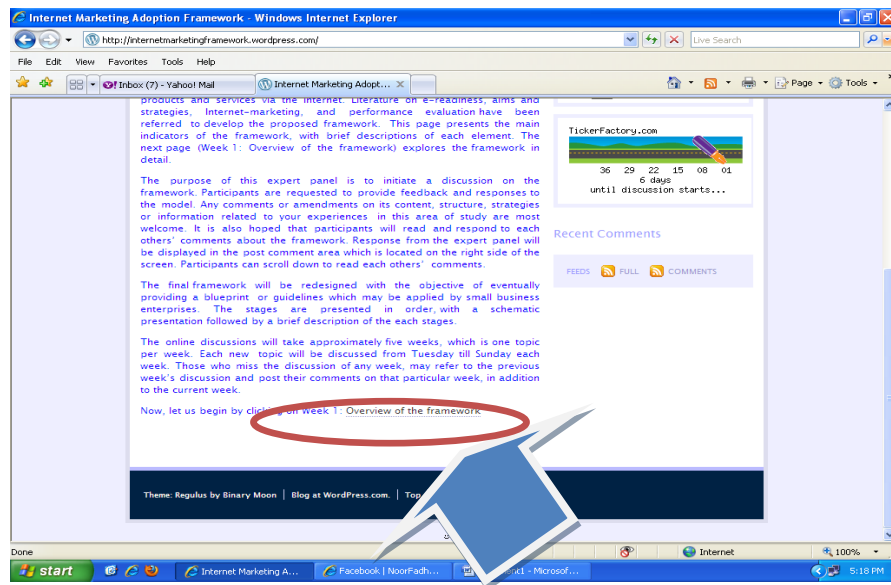 Internet Marketing Adoption Framework - Windows Internet Explorer
http://internetmarketingframework.wordpress.com/
Live Search
File Edit View Favorites Tools Help
Inbox (7) - Yahoo! Mail
Internet Marketing Adopt...
Page
Tools
products and services via the Internet. Literature on e-readiness, aims and
strategies, Internet-marketing, and performance evaluation have been
referred to develop the proposed framework. This page presents the main
indicators of the framework, with brief descriptions of each element. The
next page (Week 1: Overview of the framework) explores the framework in
detail.
The purpose of this expert panel is to initiate a discussion on the
framework. Participants are requested to provide feedback and responses to
the model. Any comments or amendments on its content, structure, strategies
or information related to your experiences in this area of study are most
welcome. It is also hoped that participants will read and respond to each
others' comments about the framework. Response from the expert panel will
be displayed in the post comment area which is located on the right side of the
screen. Participants can scroll down to read each others' comments.
The final framework will be redesigned with the objective of eventually
providing a blueprint or guidelines which may be applied by small business
enterprises. The stages are presented in order, with a schematic
presentation followed by a brief description of the each stages.
The online discussions will take approximately five weeks, which is one topic
per week. Each new topic will be discussed from Tuesday till Sunday each
week. Those who miss the discussion of any week, may refer to the previous
week's discussion and post their comments on that particular week, in addition
to the current week.
Now, let us begin by clicking on Week 1: Overview of the framework
TickerFactory.com
36 29 22 15 08 01
6 days
until discussion starts...
Recent Comments
FEEDS FULL COMMENTS
Theme: Regulus by Binary Moon | Blog at WordPress.com. | Top
Done
Internet
100%
start
Internet Marketing A...
Facebook | NoorFadh...
- Microsof...
5:18 PM